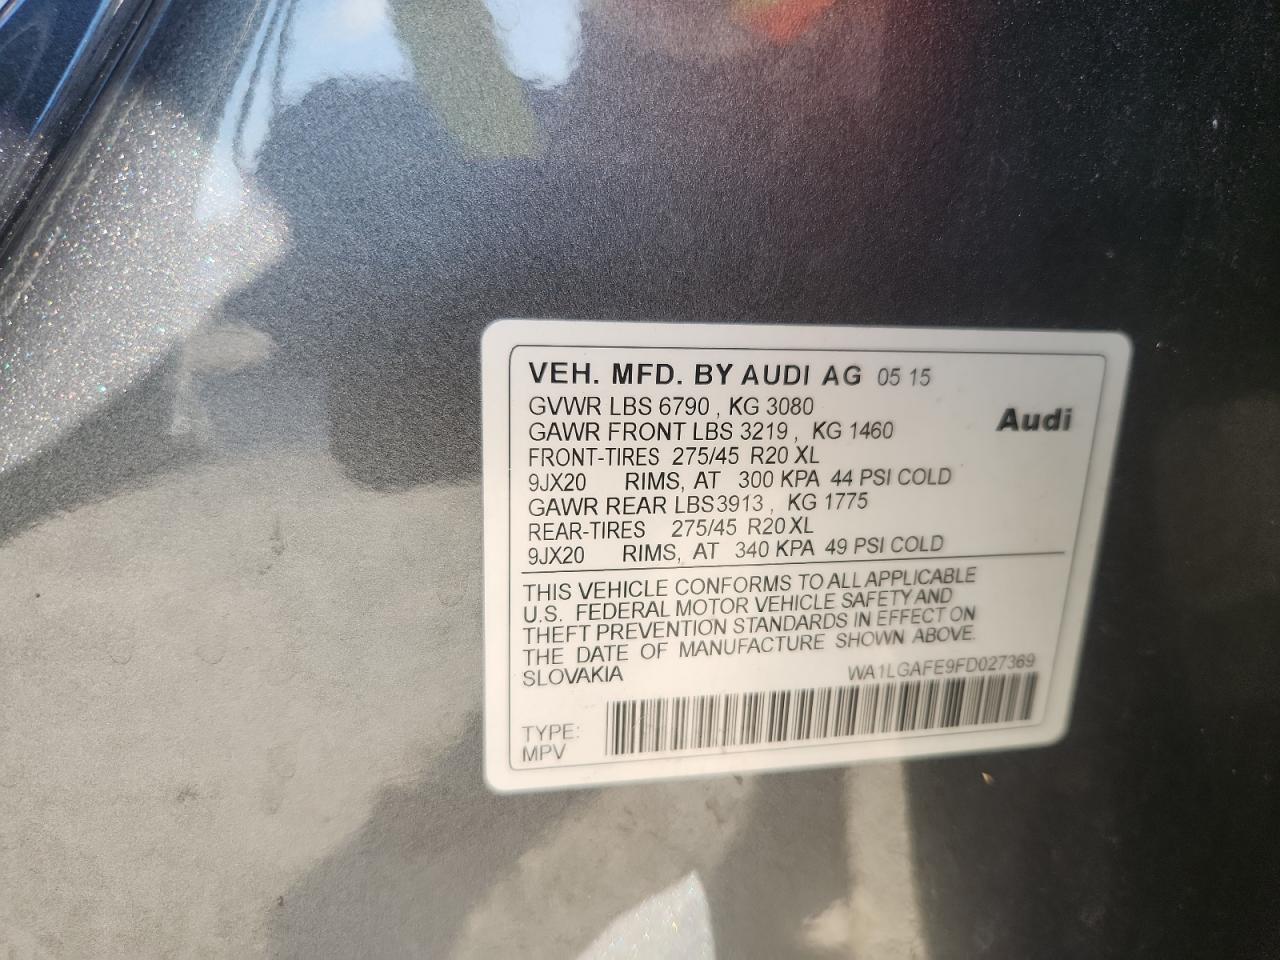 VEH. MFD. BY AUDI AG 05 15
GVWR LBS 6790 , KG 3080
Audi
GAWR FRONT LBS 3219 , KG 1460
FRONT-TIRES 275/45 R20 XL
9JX20 RIMS, AT 300 KPA 44 PSI COLD
GAWR REAR LBS3913 , KG 1775
REAR-TIRES 275/45 R20 XL
9JX20 RIMS, AT 340 KPA 49 PSI COLD
THIS VEHICLE CONFORMS TO ALL APPLICABLE
U.S. FEDERAL MOTOR VEHICLE SAFETY AND
THEFT PREVENTION STANDARDS IN EFFECT ON
THE DATE OF MANUFACTURE SHOWN ABOVE.
SLOVAKIA WA1LGAFE9FD027369
TYPE:
MPV